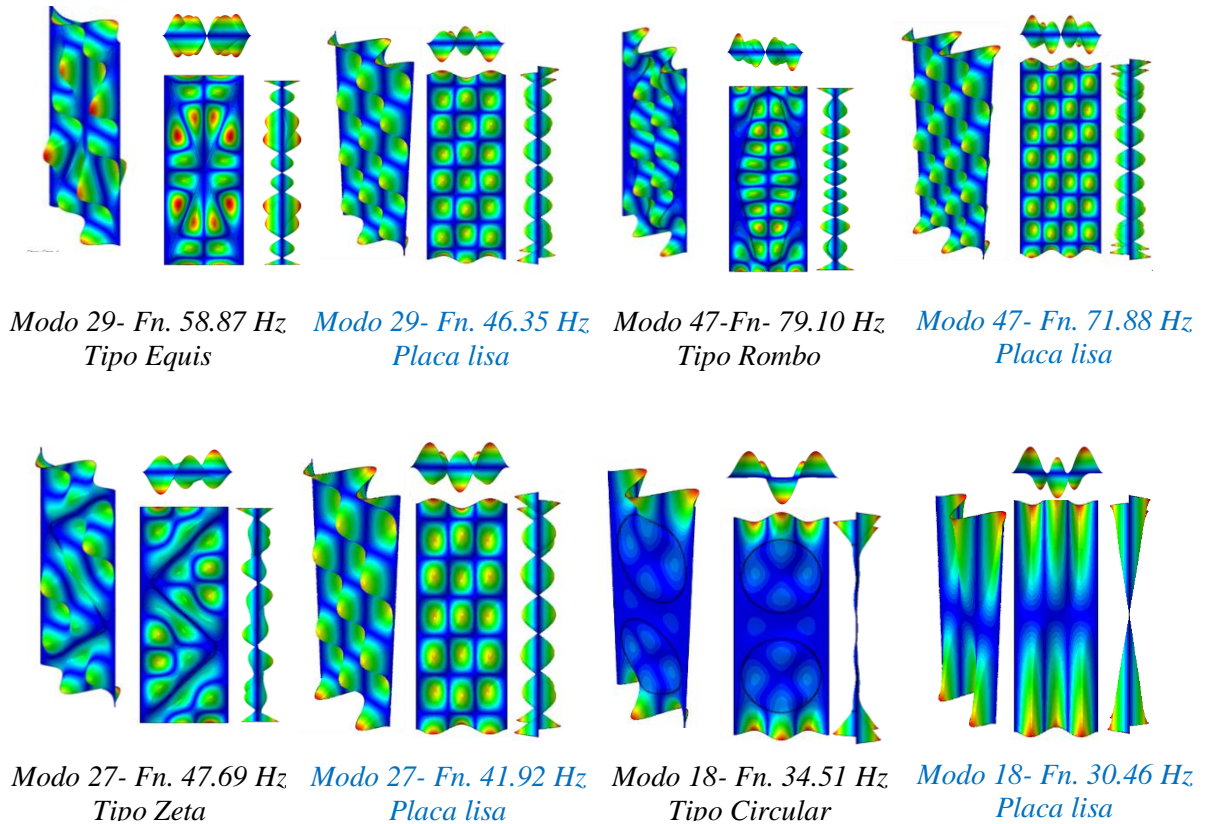 Modo 29- Fn. 58.87 Hz
Tipo Equis
Modo 29- Fn. 46.35 Hz
Placa lisa
Modo 47-Fn- 79.10 Hz
Tipo Rombo
Modo 47- Fn. 71.88 Hz
Placa lisa
Modo 27- Fn. 47.69 Hz
Tipo Zeta
Modo 27- Fn. 41.92 Hz
Placa lisa
Modo 18- Fn. 34.51 Hz
Tipo Circular
Modo 18- Fn. 30.46 Hz
Placa lisa